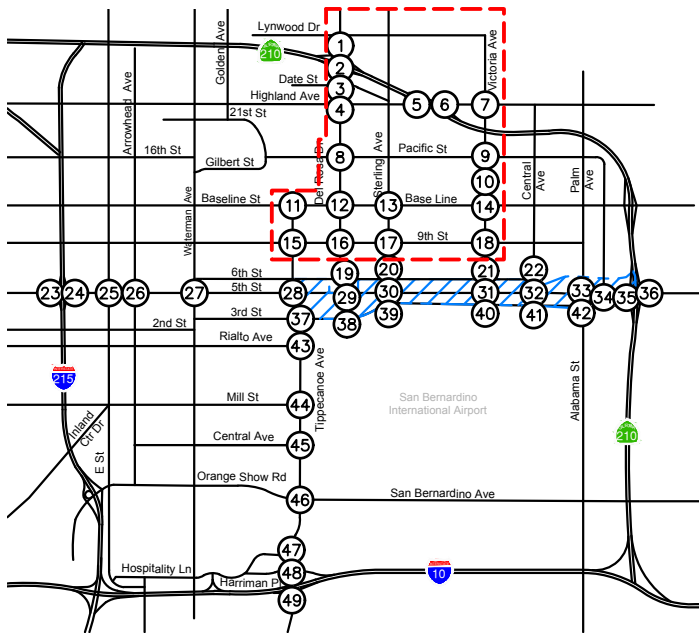 Lynwood Dr
1
210
2
Golden Ave
Victoria Ave
Date St
3
Highland Ave
4
5
6
7
Arrowhead Ave
21st St
16th St
Gilbert St
8
Pacific St
9
Sterling Ave
Del Rosa Dr
Central
Ave
Palm
Ave
10
Waterman Ave
Baseline St
11
12
13
Base Line
14
15
16
17
9th St
18
6th St
19
20
21
22
5th St
23
24
25
26
27
28
29
30
31
32
33
34
35
36
3rd St
37
38
39
40
41
42
2nd St
Rialto Ave
43
215
Tippecanoe Ave
San Bernardino
International Airport
Alabama St
Mill St
44
Inland
Ctr Dr
E St
Central Ave
45
210
Orange Show Rd
46
San Bernardino Ave
47
Hospitality Ln
48
10
Harriman P
49